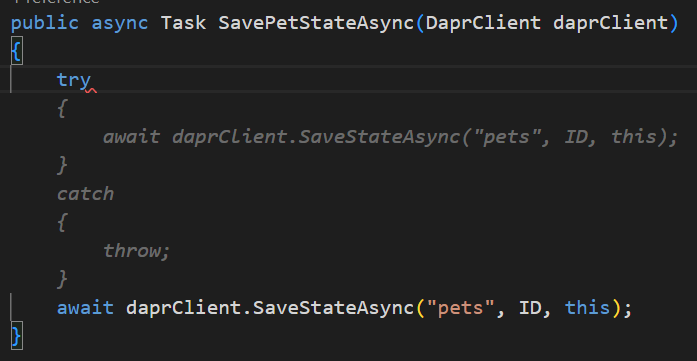 public async Task SavePetStateAsync(DaprClient daprClient)
{
try
{
await daprClient.SaveStateAsync("pets", ID, this);
}
catch
{
throw;
}
await daprClient.SaveStateAsync("pets", ID, this);
}